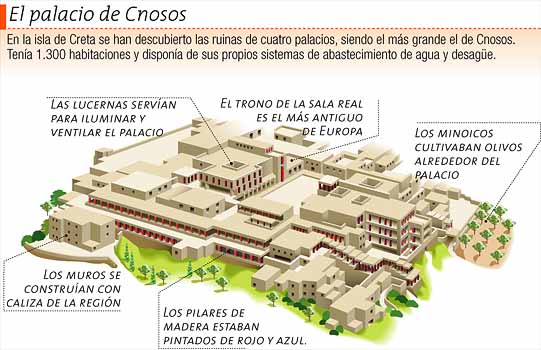 El palacio de Cnosos
En la isla de Creta se han descubierto las ruinas de cuatro palacios, siendo el más grande el de Cnosos.
Tenía 1.300 habitaciones y disponía de sus propios sistemas de abastecimiento de agua y desagüe.
LAS LUCERNAS SERVÍAN
PARA ILUMINAR Y
VENTILAR EL PALACIO
EL TRONO DE LA SALA REAL
ES EL MÁS ANTIGUO
DE EUROPA
LOS MINOICOS
CULTIVABAN OLIVOS
ALREDEDOR DEL
PALACIO
LOS MUROS SE
CONSTRUÍAN CON
CALIZA DE LA REGIÓN
LOS PILARES DE
MADERA ESTABAN
PINTADOS DE ROJO Y AZUL.